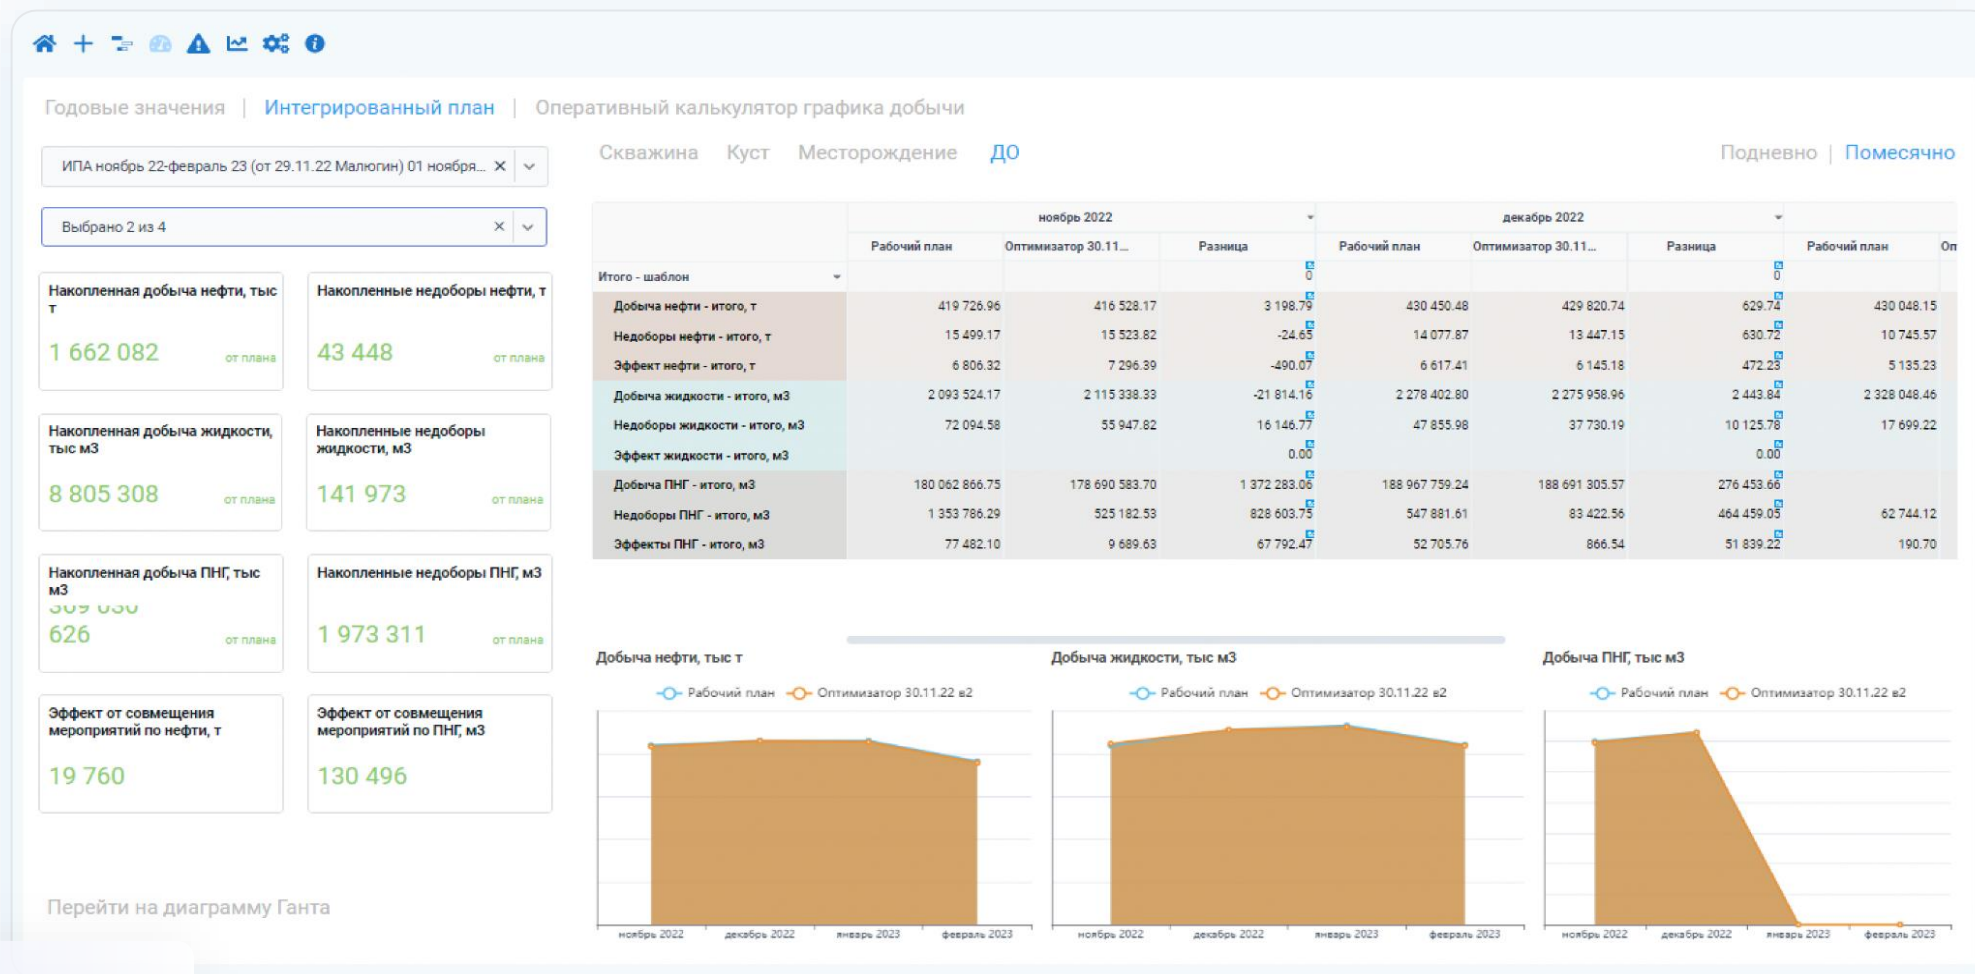 Годовые значения | Интегрированный план | Оперативный калькулятор графика добычи
ИПА ноябрь 22-февраль 23 (от 29.11.22 Малюгин) 01 ноября...
Выбрано 2 из 4
Накопленная добыча нефти, тыс т
1 662 082 от плана
Накопленные недоборы нефти, т
43 448 от плана
Накопленная добыча жидкости, тыс м3
8 805 308 от плана
Накопленные недоборы жидкости, м3
141 973 от плана
Накопленная добыча ПНГ, тыс м3
626 от плана
Накопленные недоборы ПНГ, м3
1 973 311 от плана
Эффект от совмещения мероприятий по нефти, т
19 760
Эффект от совмещения мероприятий по ПНГ, м3
130 496
Перейти на диаграмму Ганта
Скважина Куст Месторождение ДО
Подневно | Помесячно
ноябрь 2022 декабрь 2022
Рабочий план Оптимизатор 30.11... Разница Рабочий план Оптимизатор 30.11... Разница Рабочий план Оп
Итого - шаблон 0 0
Добыча нефти - итого, т 419 726.96 416 528.17 3 198.79 430 450.48 429 820.74 629.74 430 048.15
Недоборы нефти - итого, т 15 499.17 15 523.82 -24.65 14 077.87 13 447.15 630.72 10 745.57
Эффект нефти - итого, т 6 806.32 7 296.39 -490.07 6 617.41 6 145.18 472.23 5 135.23
Добыча жидкости - итого, м3 2 093 524.17 2 115 338.33 -21 814.16 2 278 402.80 2 275 958.96 2 443.84 2 328 048.46
Недоборы жидкости - итого, м3 72 094.58 55 947.82 16 146.77 47 855.98 37 730.19 10 125.78 17 699.22
Эффект жидкости - итого, м3 0.00 0.00
Добыча ПНГ - итого, м3 180 062 866.75 178 690 583.70 1 372 283.06 188 967 759.24 188 691 305.57 276 453.66
Недоборы ПНГ - итого, м3 1 353 786.29 525 182.53 828 603.75 547 881.61 83 422.56 464 459.05 62 744.12
Эффекты ПНГ - итого, м3 77 482.10 9 689.63 67 792.47 52 705.76 866.54 51 839.22 190.70
Добыча нефти, тыс т
Рабочий план Оптимизатор 30.11.22 в2
ноябрь 2022 декабрь 2022 январь 2023 февраль 2023
Добыча жидкости, тыс м3
Рабочий план Оптимизатор 30.11.22 в2
ноябрь 2022 декабрь 2022 январь 2023 февраль 2023
Добыча ПНГ, тыс м3
Рабочий план Оптимизатор 30.11.22 в2
ноябрь 2022 декабрь 2022 январь 2023 февраль 2023